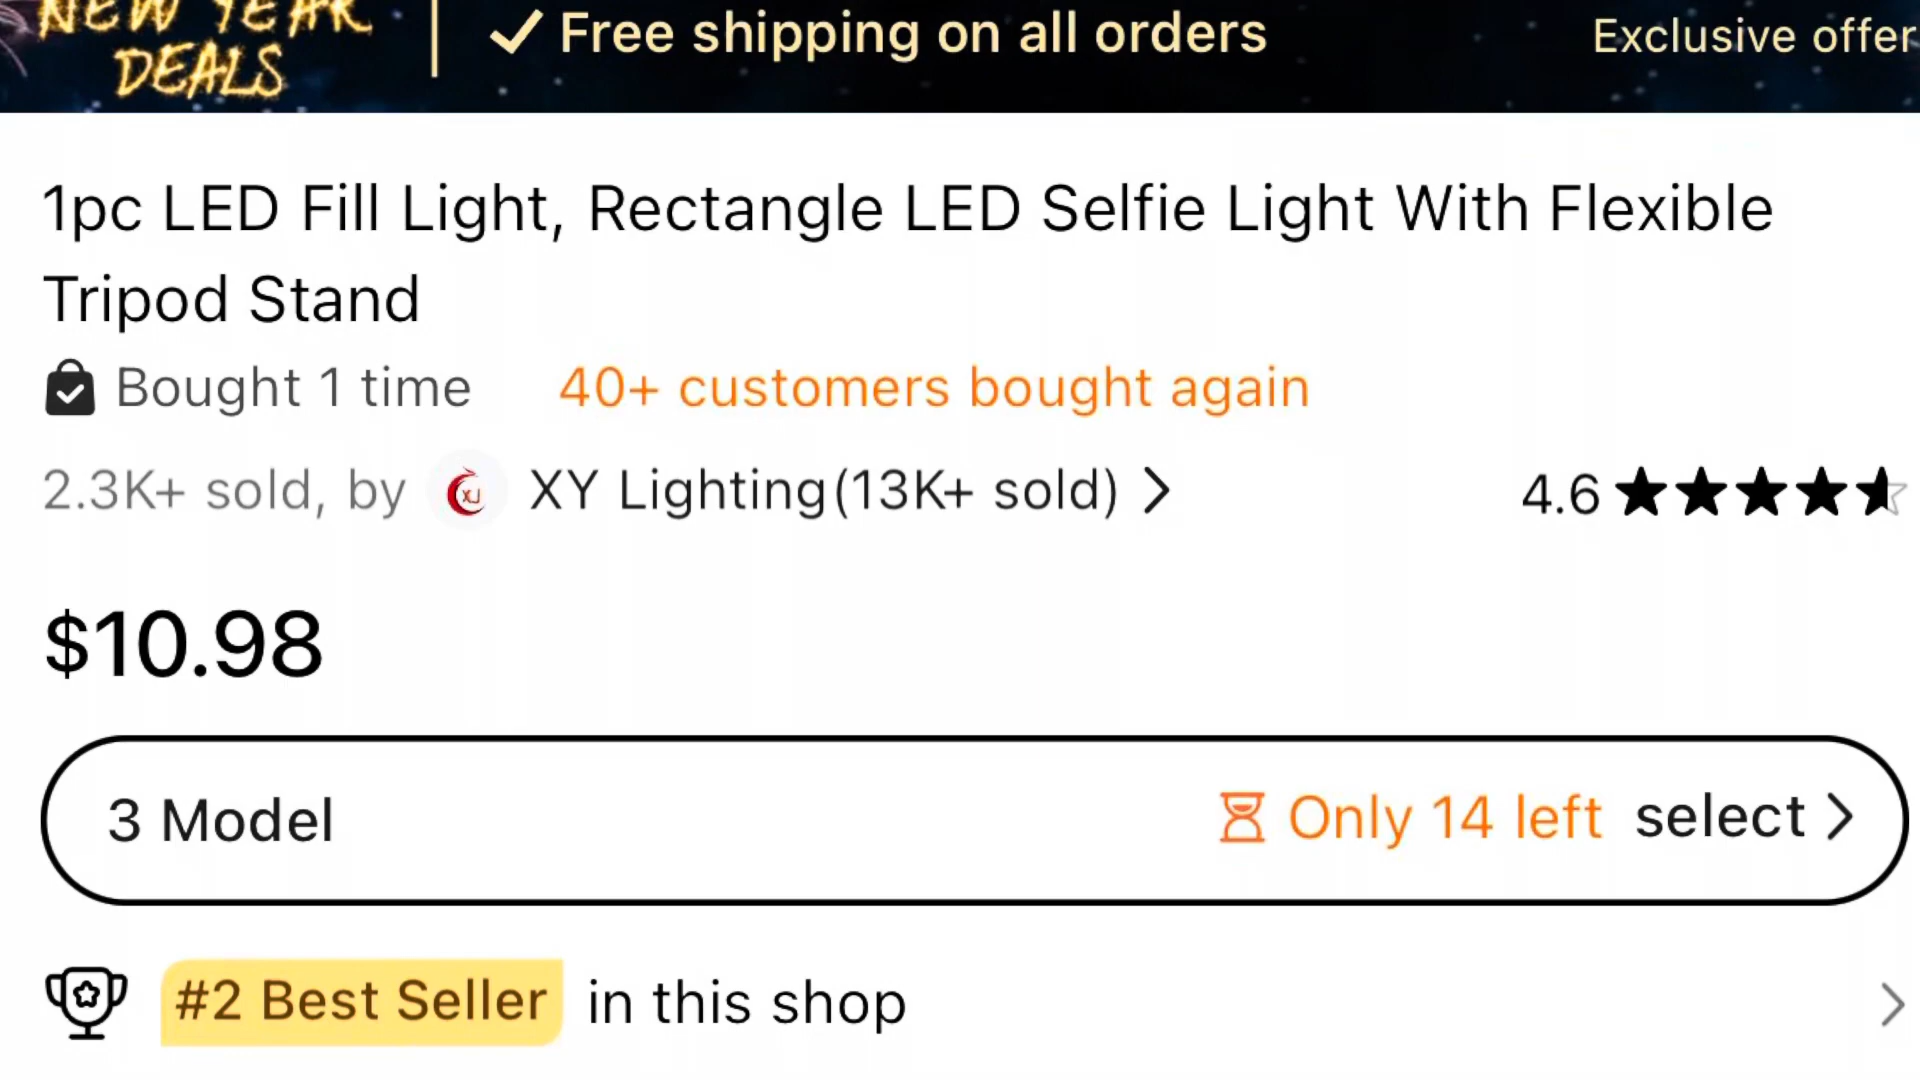 NEW YEAR
DEALS
Free shipping on all orders
Exclusive offer
1pc LED Fill Light, Rectangle LED Selfie Light With Flexible
Tripod Stand
Bought 1 time 40+ customers bought again
2.3K+ sold, by XJ XY Lighting(13K+ sold) 4.6
$10.98
3 Model Only 14 left select
#2 Best Seller in this shop